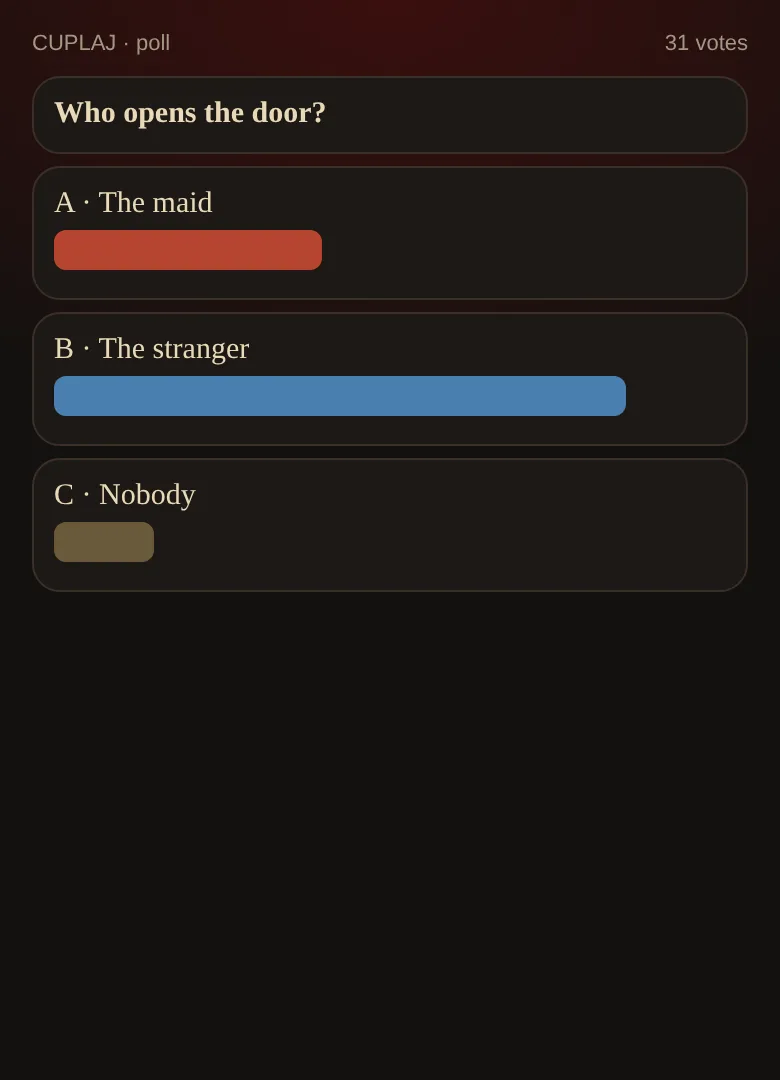 CUPLAJ · poll
31 votes
Who opens the door?
A · The maid
B · The stranger
C · Nobody